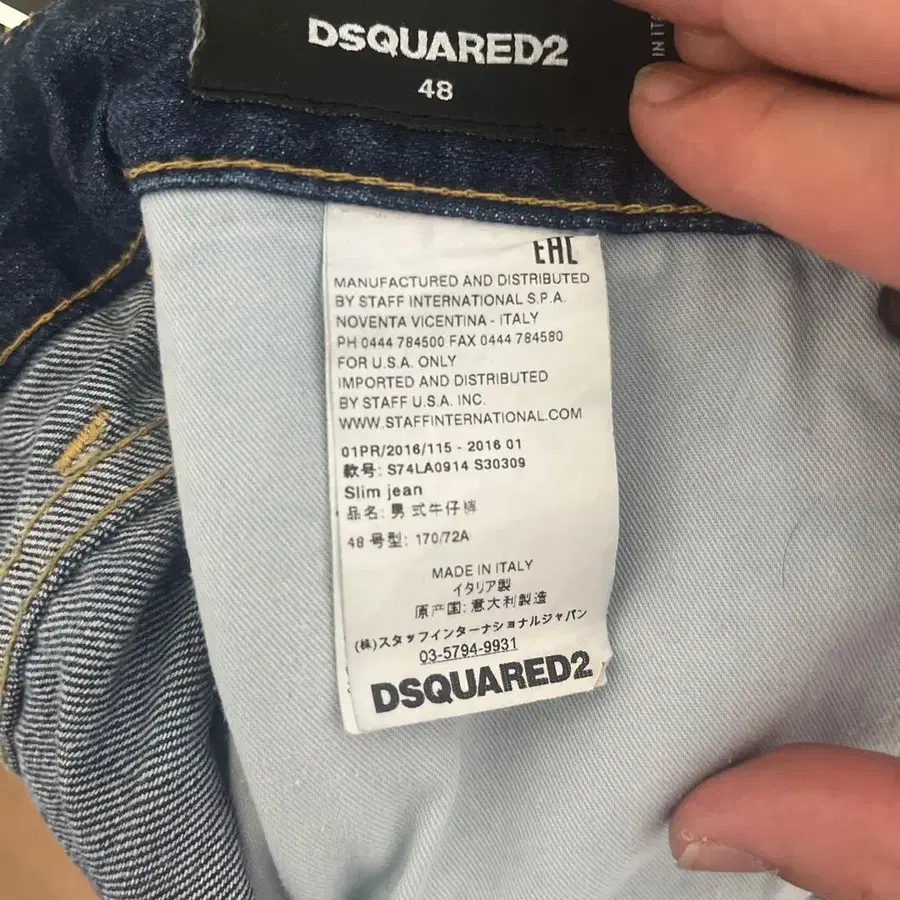 DSQUARED2
48
EAC
MANUFACTURED AND DISTRIBUTED
BY STAFF INTERNATIONAL S.P.A.
NOVENTA VICENTINA - ITALY
PH 0444 784500 FAX 0444 784580
FOR U.S.A. ONLY
IMPORTED AND DISTRIBUTED
BY STAFF U.S.A. INC.
WWW.STAFFINTERNATIONAL.COM
01PR/2016/115 - 2016 01
款号: S74LA0914 S30309
Slim jean
品名: 男式牛仔裤
48 号型: 170/72A
MADE IN ITALY
イタリア製
原产国: 意大利製造
(株)スタッフインターナショナルジャパン
03-5794-9931
DSQUARED2